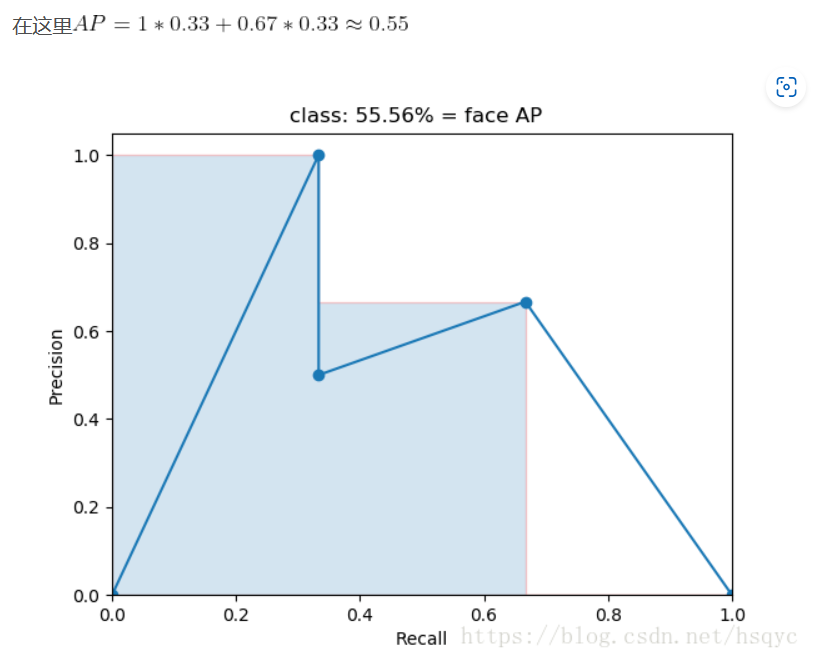 在这里AP = 1 * 0.33 + 0.67 * 0.33 ≈ 0.55
class: 55.56% = face AP
1.0
0.8
0.6
0.4
0.2
0.0
Precision
0.0 0.2 0.4 0.6 0.8 1.0
Recall
https://blog.csdn.net/hsqyc